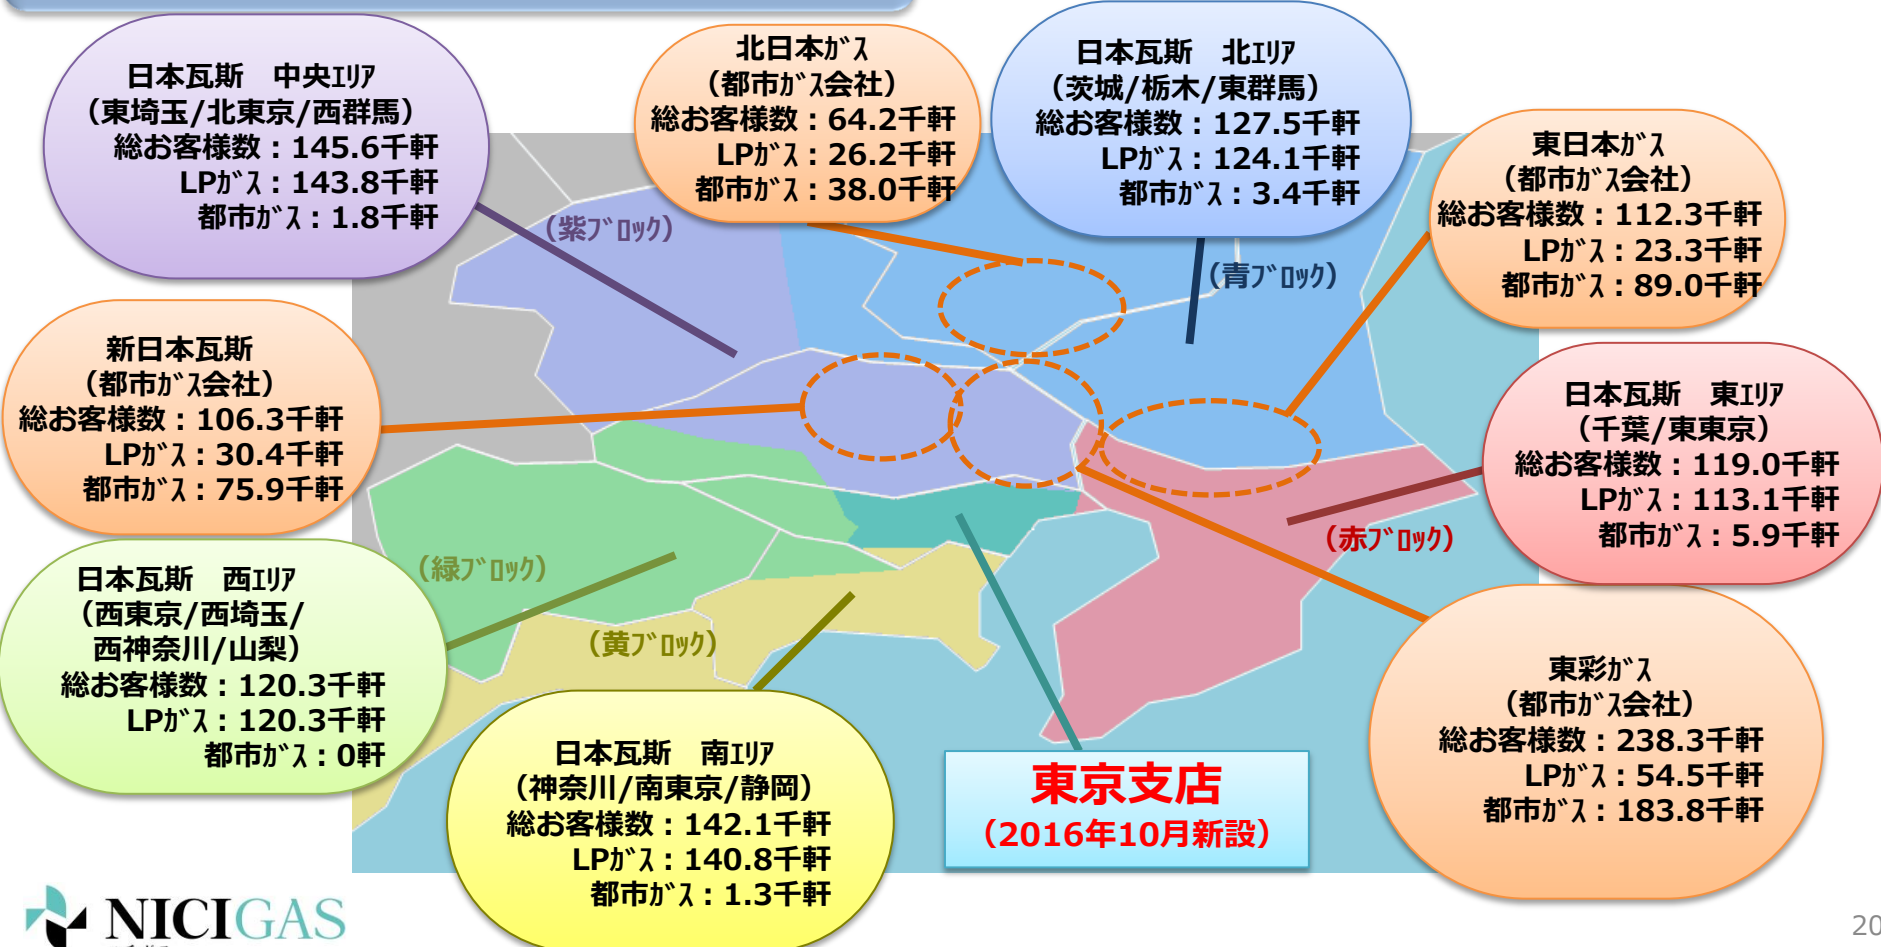 日本瓦斯　中央ｴﾘｱ
（東埼玉/北東京/西群馬）
総お客様数：145.6千軒
LPｶﾞｽ：143.8千軒
都市ｶﾞｽ：1.8千軒
北日本ｶﾞｽ
（都市ｶﾞｽ会社）
総お客様数：64.2千軒
LPｶﾞｽ：26.2千軒
都市ｶﾞｽ：38.0千軒
日本瓦斯　北ｴﾘｱ
（茨城/栃木/東群馬）
総お客様数：127.5千軒
LPｶﾞｽ：124.1千軒
都市ｶﾞｽ：3.4千軒
東日本ｶﾞｽ
（都市ｶﾞｽ会社）
総お客様数：112.3千軒
LPｶﾞｽ：23.3千軒
都市ｶﾞｽ：89.0千軒
（紫ﾌﾞﾛｯｸ）
（青ﾌﾞﾛｯｸ）
新日本瓦斯
（都市ｶﾞｽ会社）
総お客様数：106.3千軒
LPｶﾞｽ：30.4千軒
都市ｶﾞｽ：75.9千軒
日本瓦斯　東ｴﾘｱ
（千葉/東東京）
総お客様数：119.0千軒
LPｶﾞｽ：113.1千軒
都市ｶﾞｽ：5.9千軒
（赤ﾌﾞﾛｯｸ）
（緑ﾌﾞﾛｯｸ）
日本瓦斯　西ｴﾘｱ
（西東京/西埼玉/
西神奈川/山梨）
総お客様数：120.3千軒
LPｶﾞｽ：120.3千軒
都市ｶﾞｽ：0軒
（黄ﾌﾞﾛｯｸ）
日本瓦斯　南ｴﾘｱ
（神奈川/南東京/静岡）
総お客様数：142.1千軒
LPｶﾞｽ：140.8千軒
都市ｶﾞｽ：1.3千軒
東京支店
（2016年10月新設）
東彩ｶﾞｽ
（都市ｶﾞｽ会社）
総お客様数：238.3千軒
LPｶﾞｽ：54.5千軒
都市ｶﾞｽ：183.8千軒
NICIGAS
20